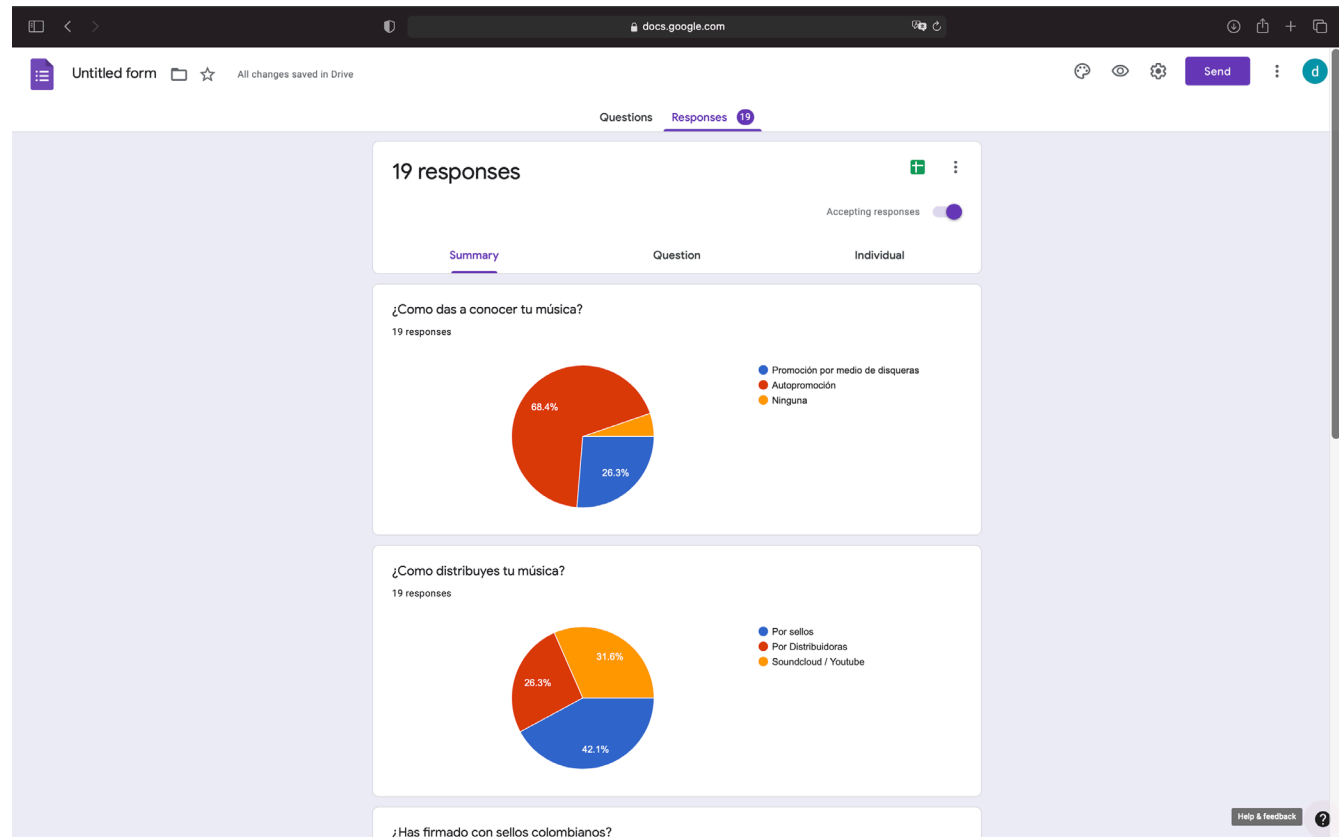 docs.google.com
Untitled form
All changes saved in Drive
Send
d
Questions
Responses 19
19 responses
Accepting responses
Summary
Question
Individual
¿Como das a conocer tu música?
19 responses
68.4%
26.3%
Promoción por medio de disqueras
Autopromoción
Ninguna
¿Como distribuyes tu música?
19 responses
31.6%
26.3%
42.1%
Por sellos
Por Distribuidoras
Soundcloud / Youtube
¿Has firmado con sellos colombianos?
Help & feedback